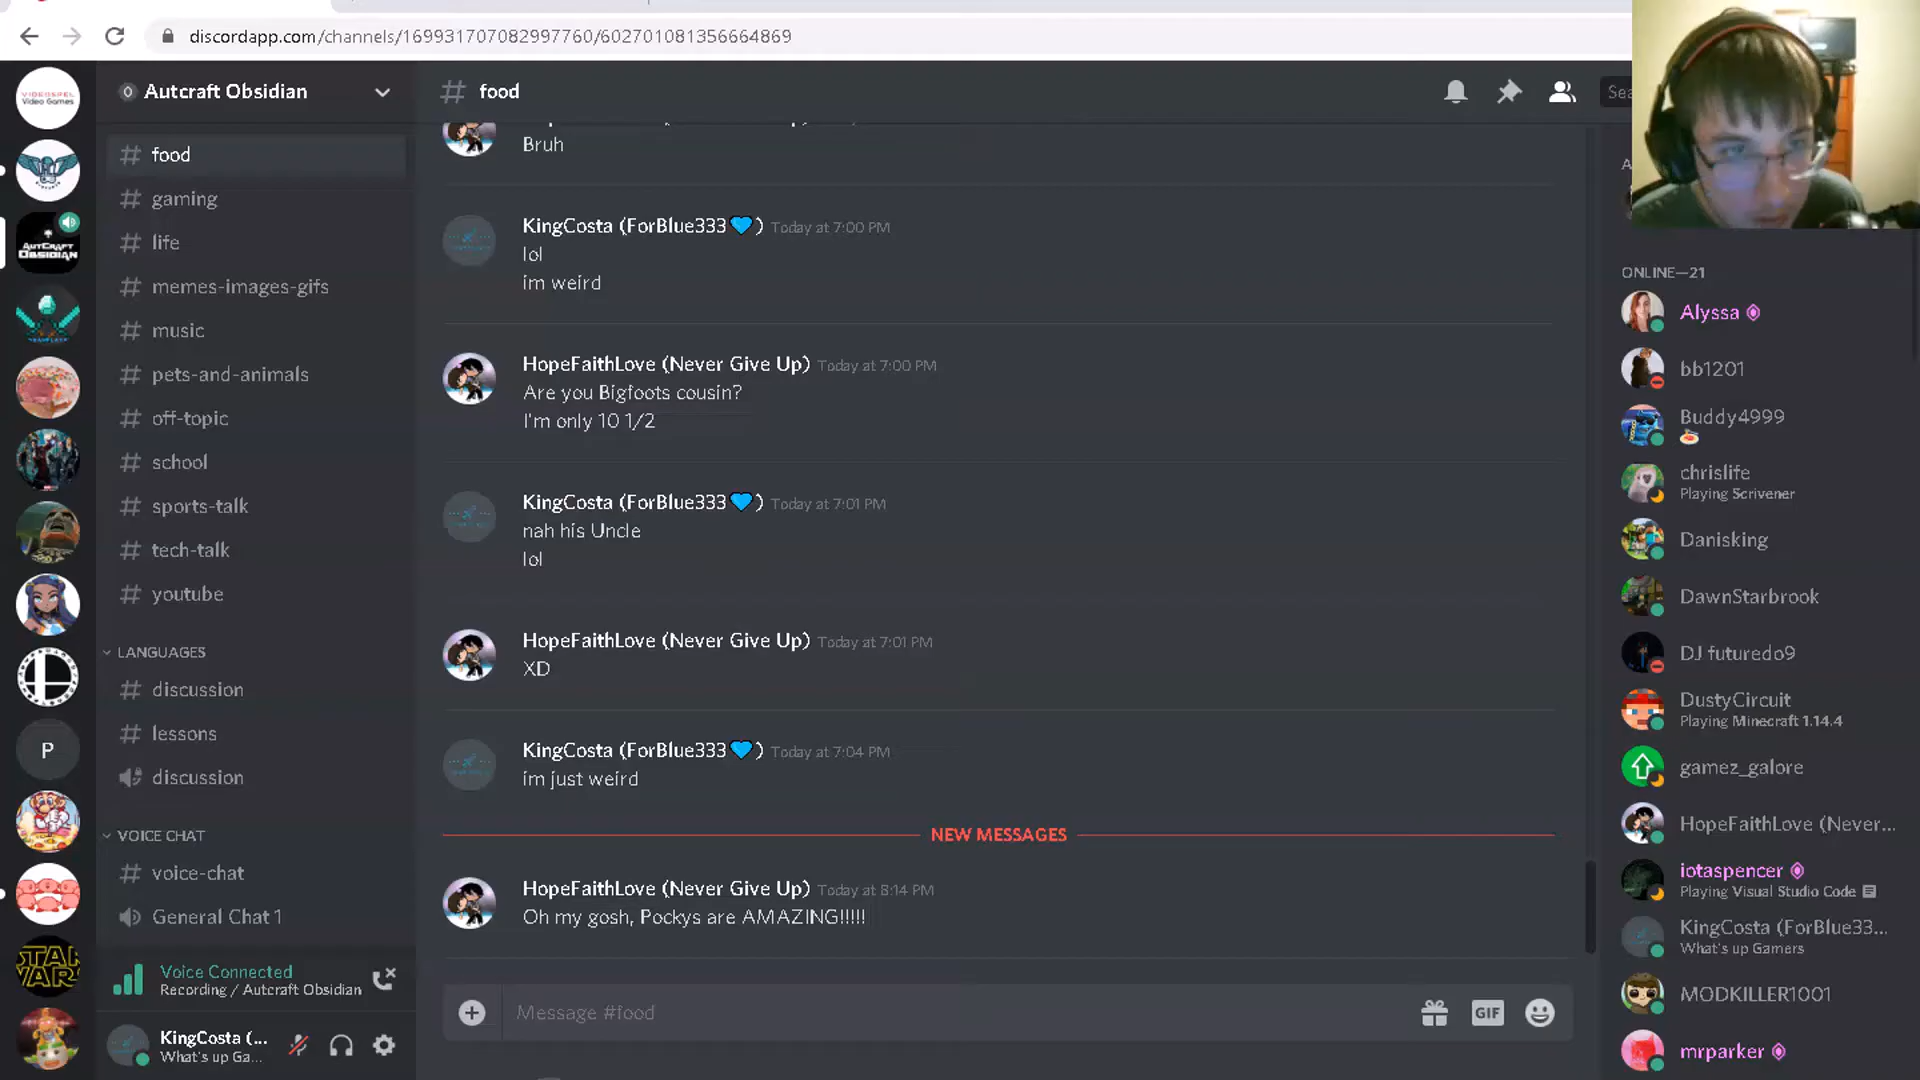 discordapp.com/channels/169931707082997760/602701081356664869
VIDEOSPEL
Video Games
AUTCRAFT
OBSIDIAN
P
STAR
WARS
Autcraft Obsidian
food
gaming
life
memes-images-gifs
music
pets-and-animals
off-topic
school
sports-talk
tech-talk
youtube
LANGUAGES
discussion
lessons
discussion
VOICE CHAT
voice-chat
General Chat 1
Voice Connected
Recording / Autcraft Obsidian
KingCosta (...
What's up Ga...
# food
Bruh
KingCosta (ForBlue333💙) Today at 7:00 PM
lol
im weird
HopeFaithLove (Never Give Up) Today at 7:00 PM
Are you Bigfoots cousin?
I'm only 10 1/2
KingCosta (ForBlue333💙) Today at 7:01 PM
nah his Uncle
lol
HopeFaithLove (Never Give Up) Today at 7:01 PM
XD
KingCosta (ForBlue333💙) Today at 7:04 PM
im just weird
NEW MESSAGES
HopeFaithLove (Never Give Up) Today at 8:14 PM
Oh my gosh, Pockys are AMAZING!!!!!
Message #food
GIF
Sea
A
ONLINE—21
Alyssa
bb1201
Buddy4999
chrislife
Playing Scrivener
Danisking
DawnStarbrook
DJ futuredo9
DustyCircuit
Playing Minecraft 1.14.4
gamez_galore
HopeFaithLove (Never...
iotaspencer
Playing Visual Studio Code
KingCosta (ForBlue33...
What's up Gamers
MODKILLER1001
mrparker